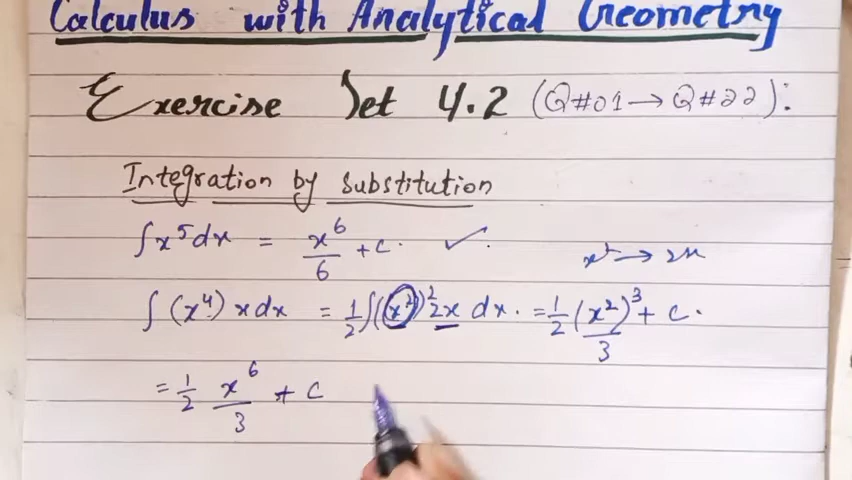 Calculus with Analytical Geometry
Exercise Set 4.2 (Q#01→Q#22):
Integration by substitution
∫x⁵dx = x⁶/6 + c. ✓.
x² → 2x
∫(x⁴) x dx = 1/2 ∫(x²)² 2x dx. = 1/2 (x²)³/3 + c.
= 1/2 x⁶/3 + c